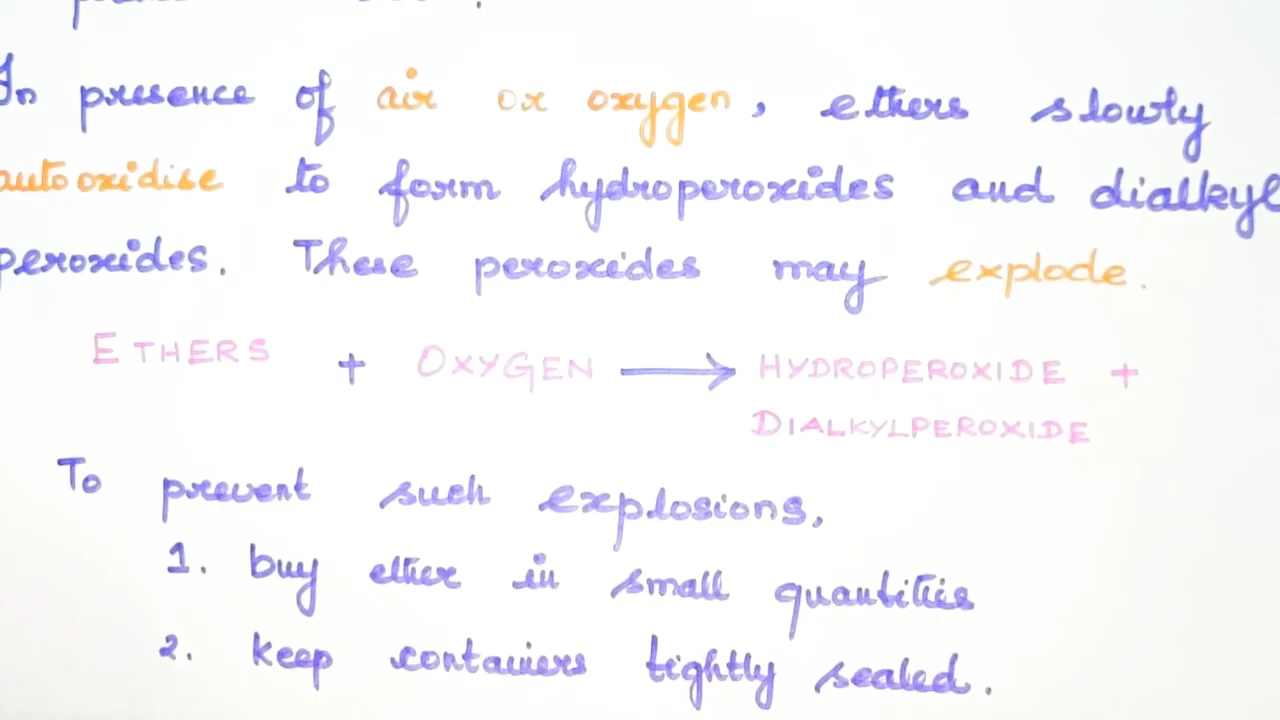 In presence of air or oxygen, ethers slowly
autooxidise to form hydroperoxides and dialkyl
peroxides. These peroxides may explode.
ETHERS + OXYGEN → HYDROPEROXIDE +
DIALKYLPEROXIDE
To prevent such explosions,
1. buy ether in small quantities
2. keep containers tightly sealed.